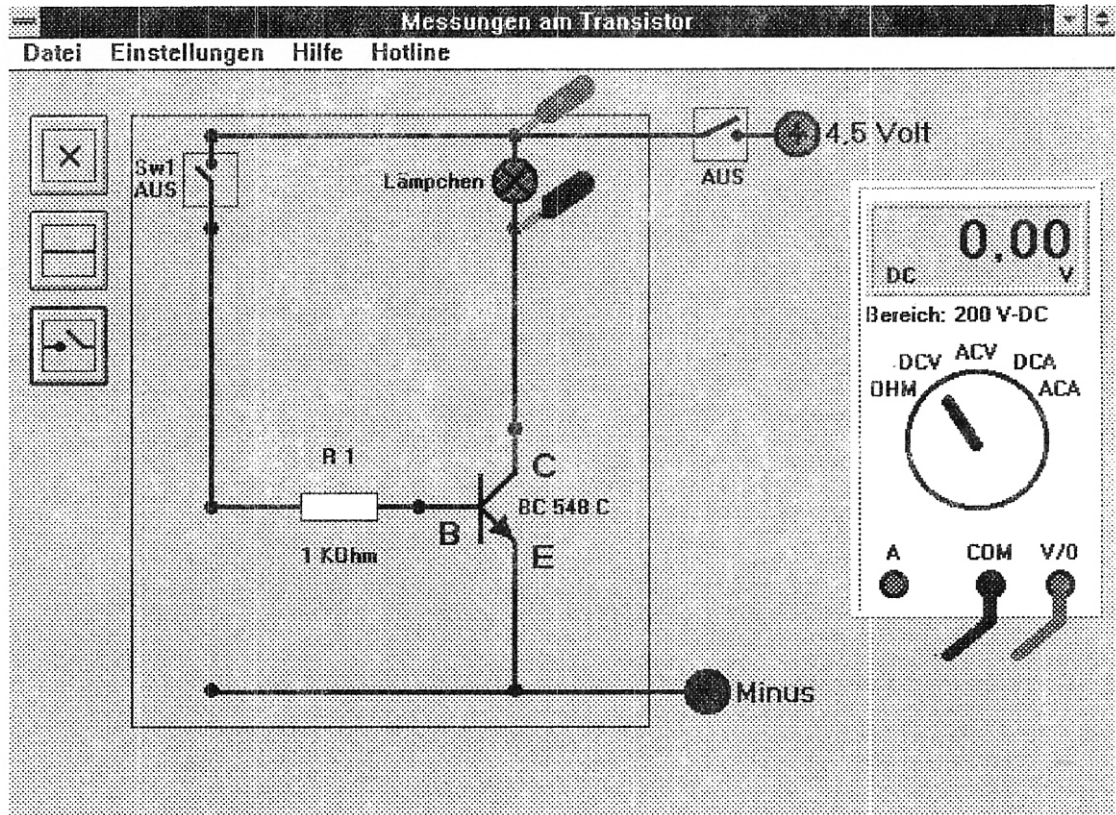 Messungen am Transistor
Datei Einstellungen Hilfe Hotline
4,5 Volt
Sw1
AUS
Lämpchen
AUS
0,00
DC V
Bereich: 200 V-DC
DCV ACV DCA
OHM ACA
R 1
C
BC 548 C
B
1 KOhm
E
A COM V/0
Minus